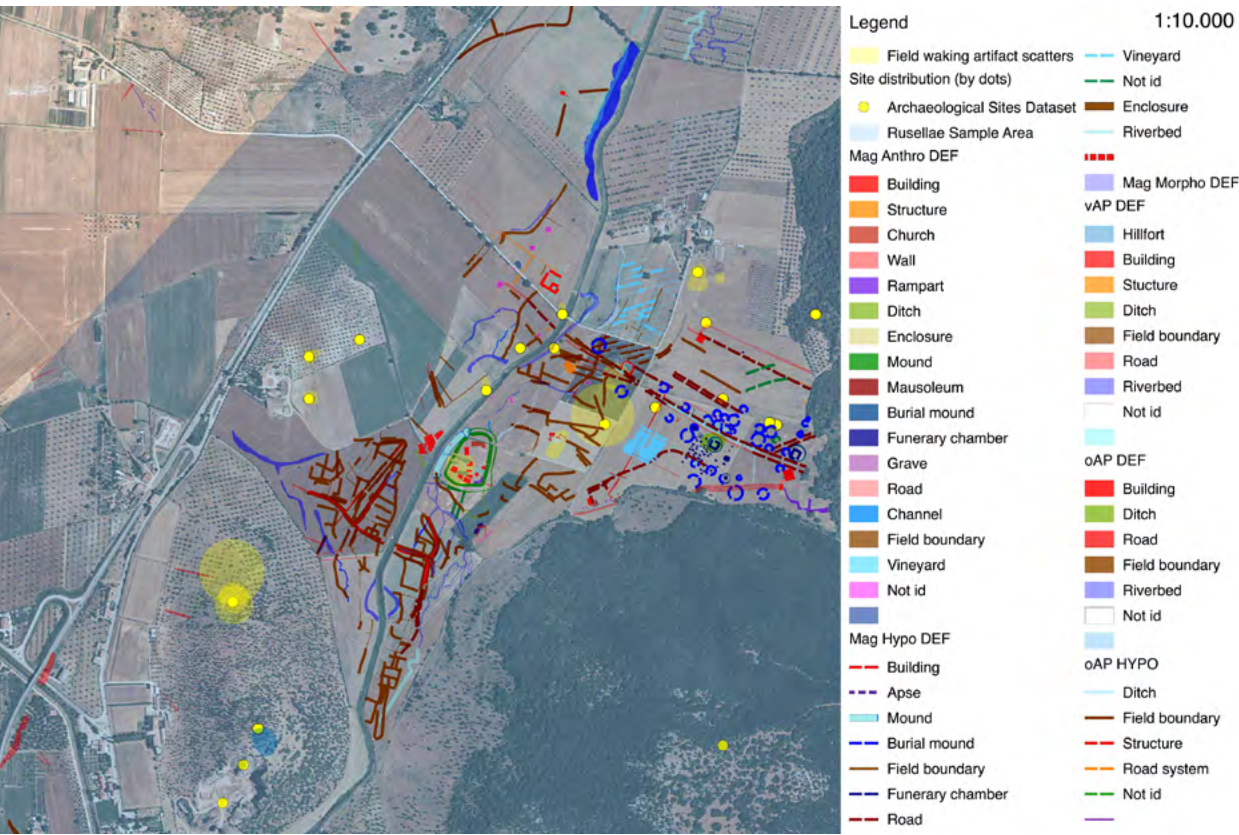 Legend
1:10.000
Field waking artifact scatters
Site distribution (by dots)
Archaeological Sites Dataset
Rusellae Sample Area
Mag Anthro DEF
Building
Structure
Church
Wall
Rampart
Ditch
Enclosure
Mound
Mausoleum
Burial mound
Funerary chamber
Grave
Road
Channel
Field boundary
Vineyard
Not id
Mag Hypo DEF
Building
Apse
Mound
Burial mound
Field boundary
Funerary chamber
Road
Vineyard
Not id
Enclosure
Riverbed
Mag Morpho DEF
vAP DEF
Hillfort
Building
Stucture
Ditch
Field boundary
Road
Riverbed
Not id
oAP DEF
Building
Ditch
Road
Field boundary
Riverbed
Not id
oAP HYPO
Ditch
Field boundary
Structure
Road system
Not id